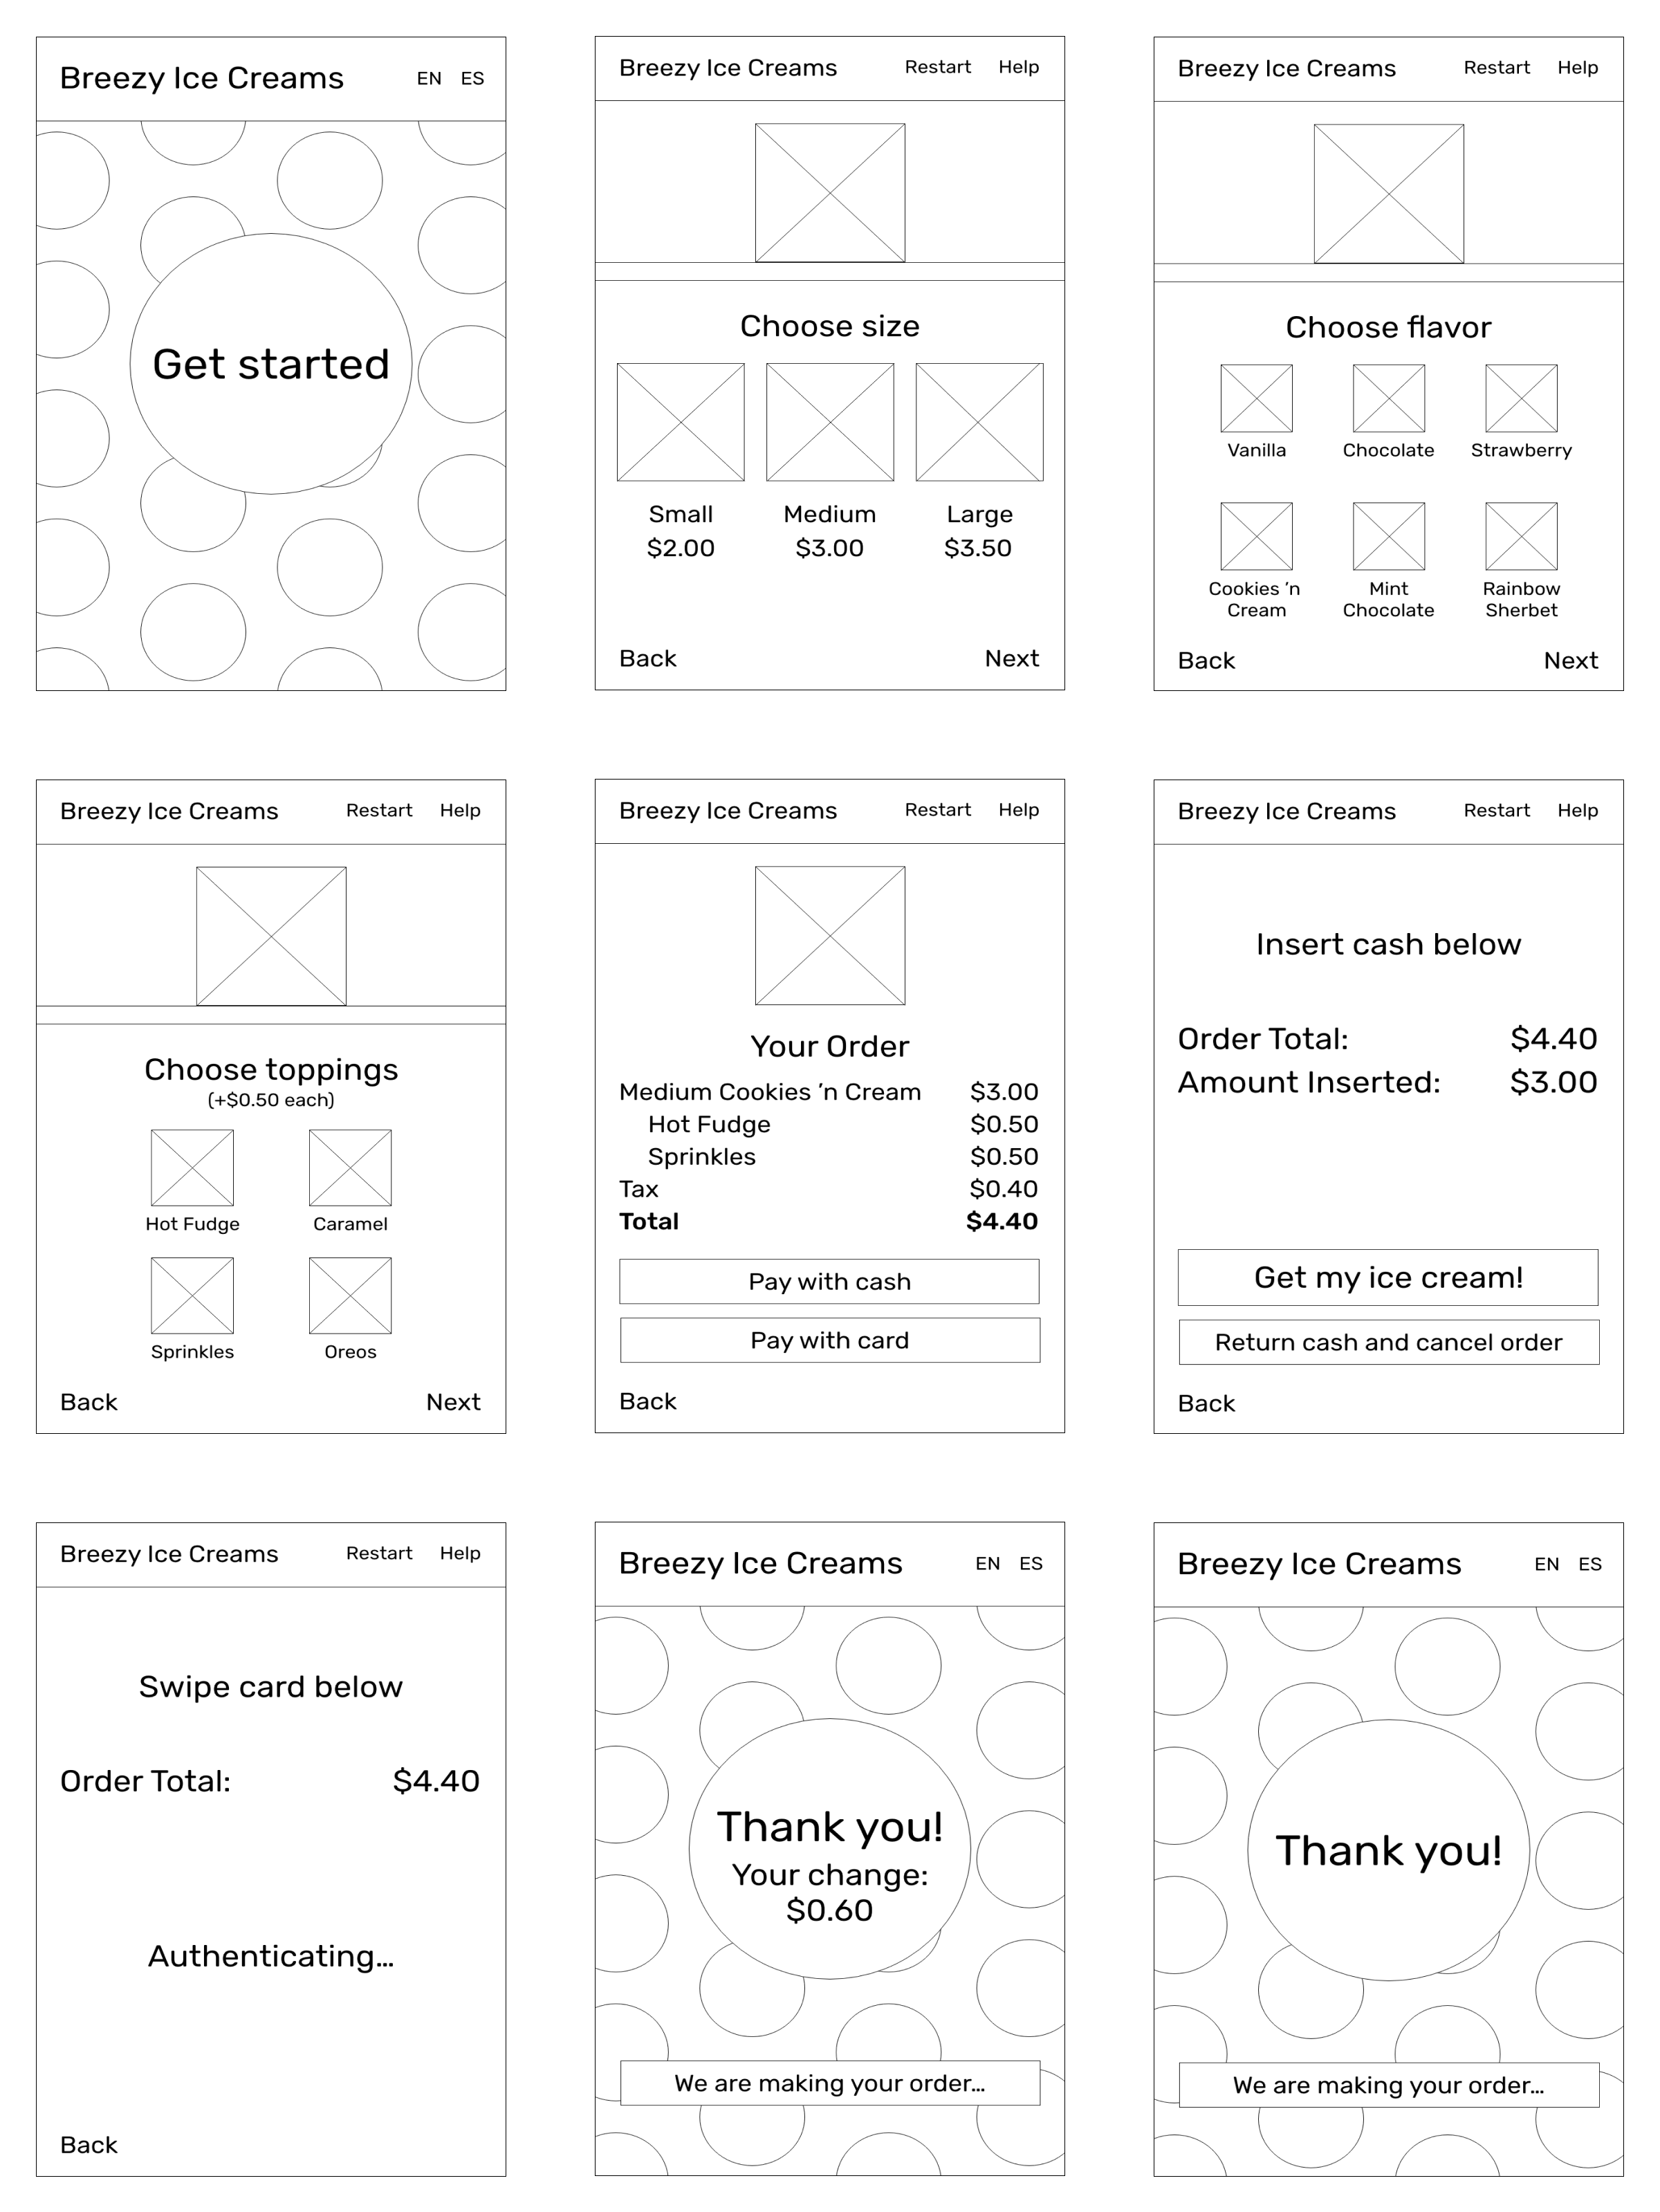 Breezy Ice Creams EN ES
Get started
Breezy Ice Creams Restart Help
Choose size
Small Medium Large
$2.00 $3.00 $3.50
Back Next
Breezy Ice Creams Restart Help
Choose flavor
Vanilla Chocolate Strawberry
Cookies ’n Mint Rainbow
Cream Chocolate Sherbet
Back Next
Breezy Ice Creams Restart Help
Choose toppings
(+$0.50 each)
Hot Fudge Caramel
Sprinkles Oreos
Back Next
Breezy Ice Creams Restart Help
Your Order
Medium Cookies ’n Cream $3.00
Hot Fudge $0.50
Sprinkles $0.50
Tax $0.40
Total $4.40
Pay with cash
Pay with card
Back
Breezy Ice Creams Restart Help
Insert cash below
Order Total: $4.40
Amount Inserted: $3.00
Get my ice cream!
Return cash and cancel order
Back
Breezy Ice Creams Restart Help
Swipe card below
Order Total: $4.40
Authenticating...
Back
Breezy Ice Creams EN ES
Thank you!
Your change:
$0.60
We are making your order...
Breezy Ice Creams EN ES
Thank you!
We are making your order...